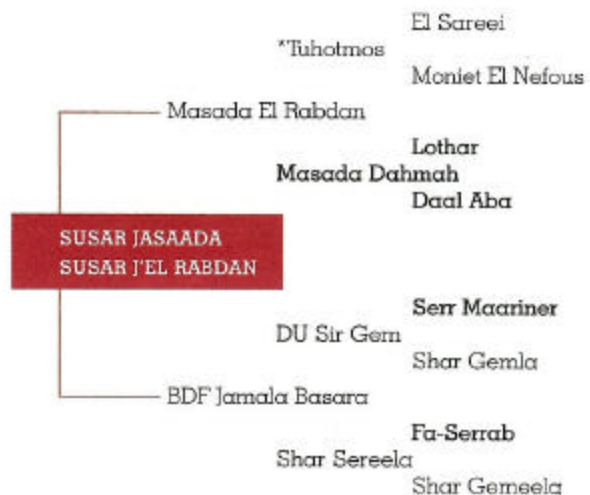 El Sareei
*Tuhotmos
Moniet El Nefous
Masada El Rabdan
Lothar
Masada Dahmah
Daal Aba
SUSAR JASAADA
SUSAR J'EL RABDAN
Serr Maariner
DU Sir Gem
Shar Gemla
BDF Jamala Basara
Fa-Serrab
Shar Sereela
Shar Gemeela